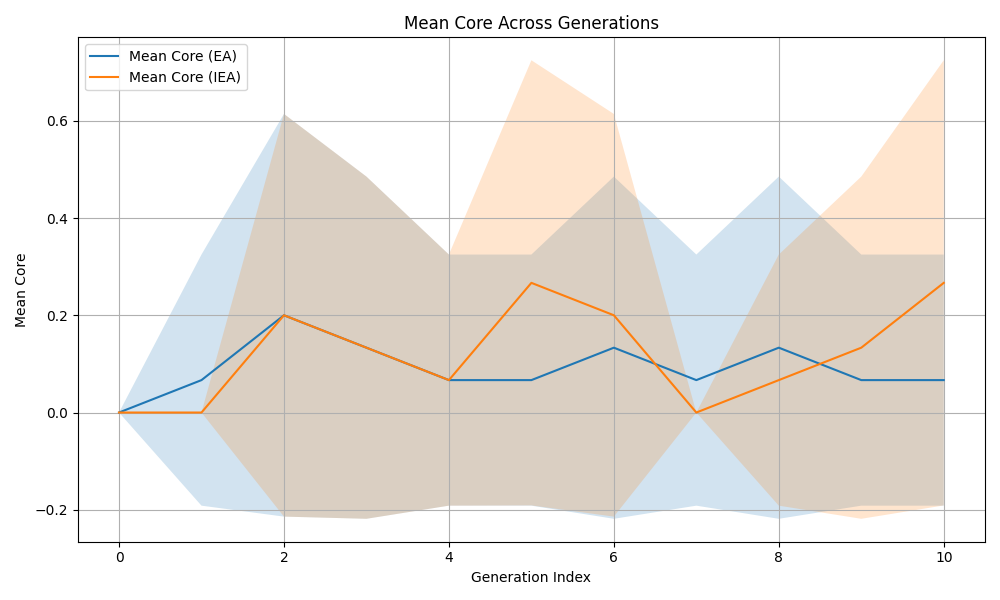 Mean Core Across Generations
Mean Core (EA)
Mean Core (IEA)
Mean Core
0.6
0.4
0.2
0.0
−0.2
0 2 4 6 8 10
Generation Index